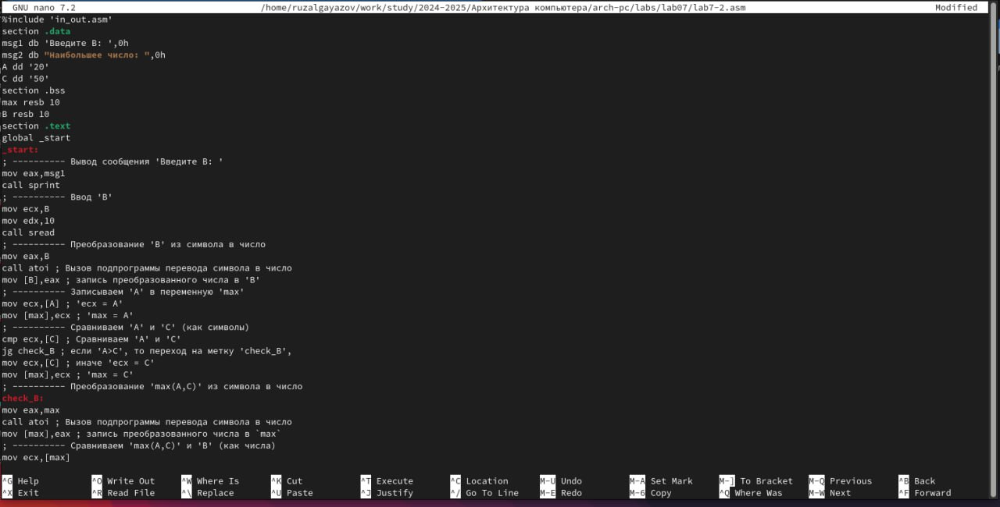 GNU nano 7.2 /home/ruzalgayazov/work/study/2024-2025/Архитектура компьютера/arch-pc/labs/lab07/lab7-2.asm Modified
%include 'in_out.asm'
section .data
msg1 db 'Введите B: ',0h
msg2 db "Наибольшее число: ",0h
A dd '20'
C dd '50'
section .bss
max resb 10
B resb 10
section .text
global _start
_start:
; ---------- Вывод сообщения 'Введите B: '
mov eax,msg1
call sprint
; ---------- Ввод 'B'
mov ecx,B
mov edx,10
call sread
; ---------- Преобразование 'B' из символа в число
mov eax,B
call atoi ; Вызов подпрограммы перевода символа в число
mov [B],eax ; запись преобразованного числа в 'B'
; ---------- Записываем 'A' в переменную 'max'
mov ecx,[A] ; 'ecx = A'
mov [max],ecx ; 'max = A'
; ---------- Сравниваем 'A' и 'С' (как символы)
cmp ecx,[C] ; Сравниваем 'A' и 'С'
jg check_B ; если 'A>C', то переход на метку 'check_B',
mov ecx,[C] ; иначе 'ecx = C'
mov [max],ecx ; 'max = C'
; ---------- Преобразование 'max(A,C)' из символа в число
check_B:
mov eax,max
call atoi ; Вызов подпрограммы перевода символа в число
mov [max],eax ; запись преобразованного числа в `max`
; ---------- Сравниваем 'max(A,C)' и 'B' (как числа)
mov ecx,[max]
^G Help ^O Write Out ^W Where Is ^K Cut ^T Execute ^C Location M-U Undo M-A Set Mark M-] To Bracket M-Q Previous ^B Back
^X Exit ^R Read File ^\ Replace ^U Paste ^J Justify ^/ Go To Line M-E Redo M-6 Copy ^Q Where Was M-W Next ^F Forward